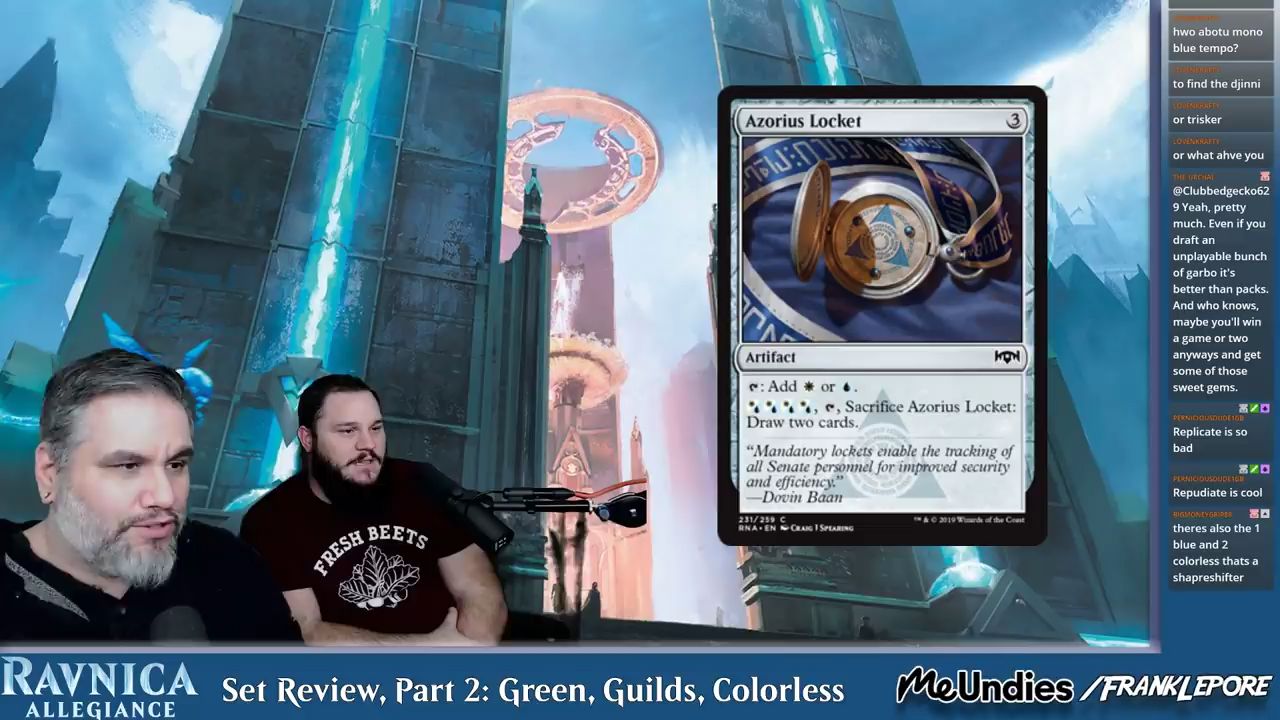 hwo abotu mono
blue tempo?
LOVENKRAFTY
to find the djinni
LOVENKRAFTY
or trisker
LOVENKRAFTY
or what ahve you
@Clubbedgecko62
9 Yeah, pretty
much. Even if you
draft an
unplayable bunch
of garbo it's
better than packs.
And who knows,
maybe you'll win
a game or two
anyways and get
some of those
sweet gems.
Replicate is so
bad
Repudiate is cool
theres also the 1
blue and 2
colorless thats a
shapreshifter
Azorius Locket
3
Artifact
: Add or .
, , Sacrifice Azorius Locket:
Draw two cards.
“Mandatory lockets enable the tracking of
all Senate personnel for improved security
and efficiency.”
—Dovin Baan
231/259 C
RNA • EN Craig J Spearing
™ & © 2019 Wizards of the Coast
FRESH BEETS
RAVNICA
ALLEGIANCE
Set Review, Part 2: Green, Guilds, Colorless
MeUndies /FRANKLEPORE